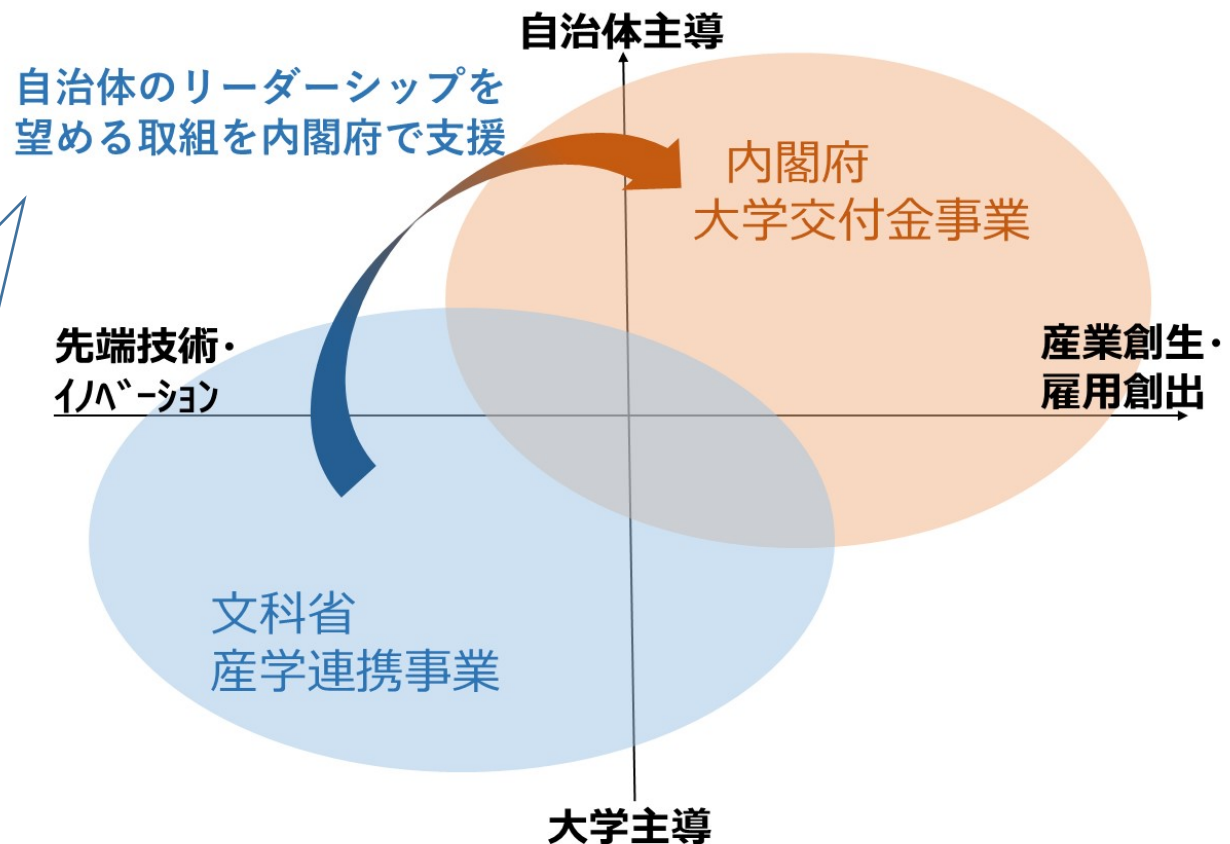 自治体主導
自治体のリーダーシップを
望める取組を内閣府で支援
内閣府
大学交付金事業
先端技術・
ｲﾉﾍﾞｰｼｮﾝ
産業創生・
雇用創出
文科省
産学連携事業
大学主導